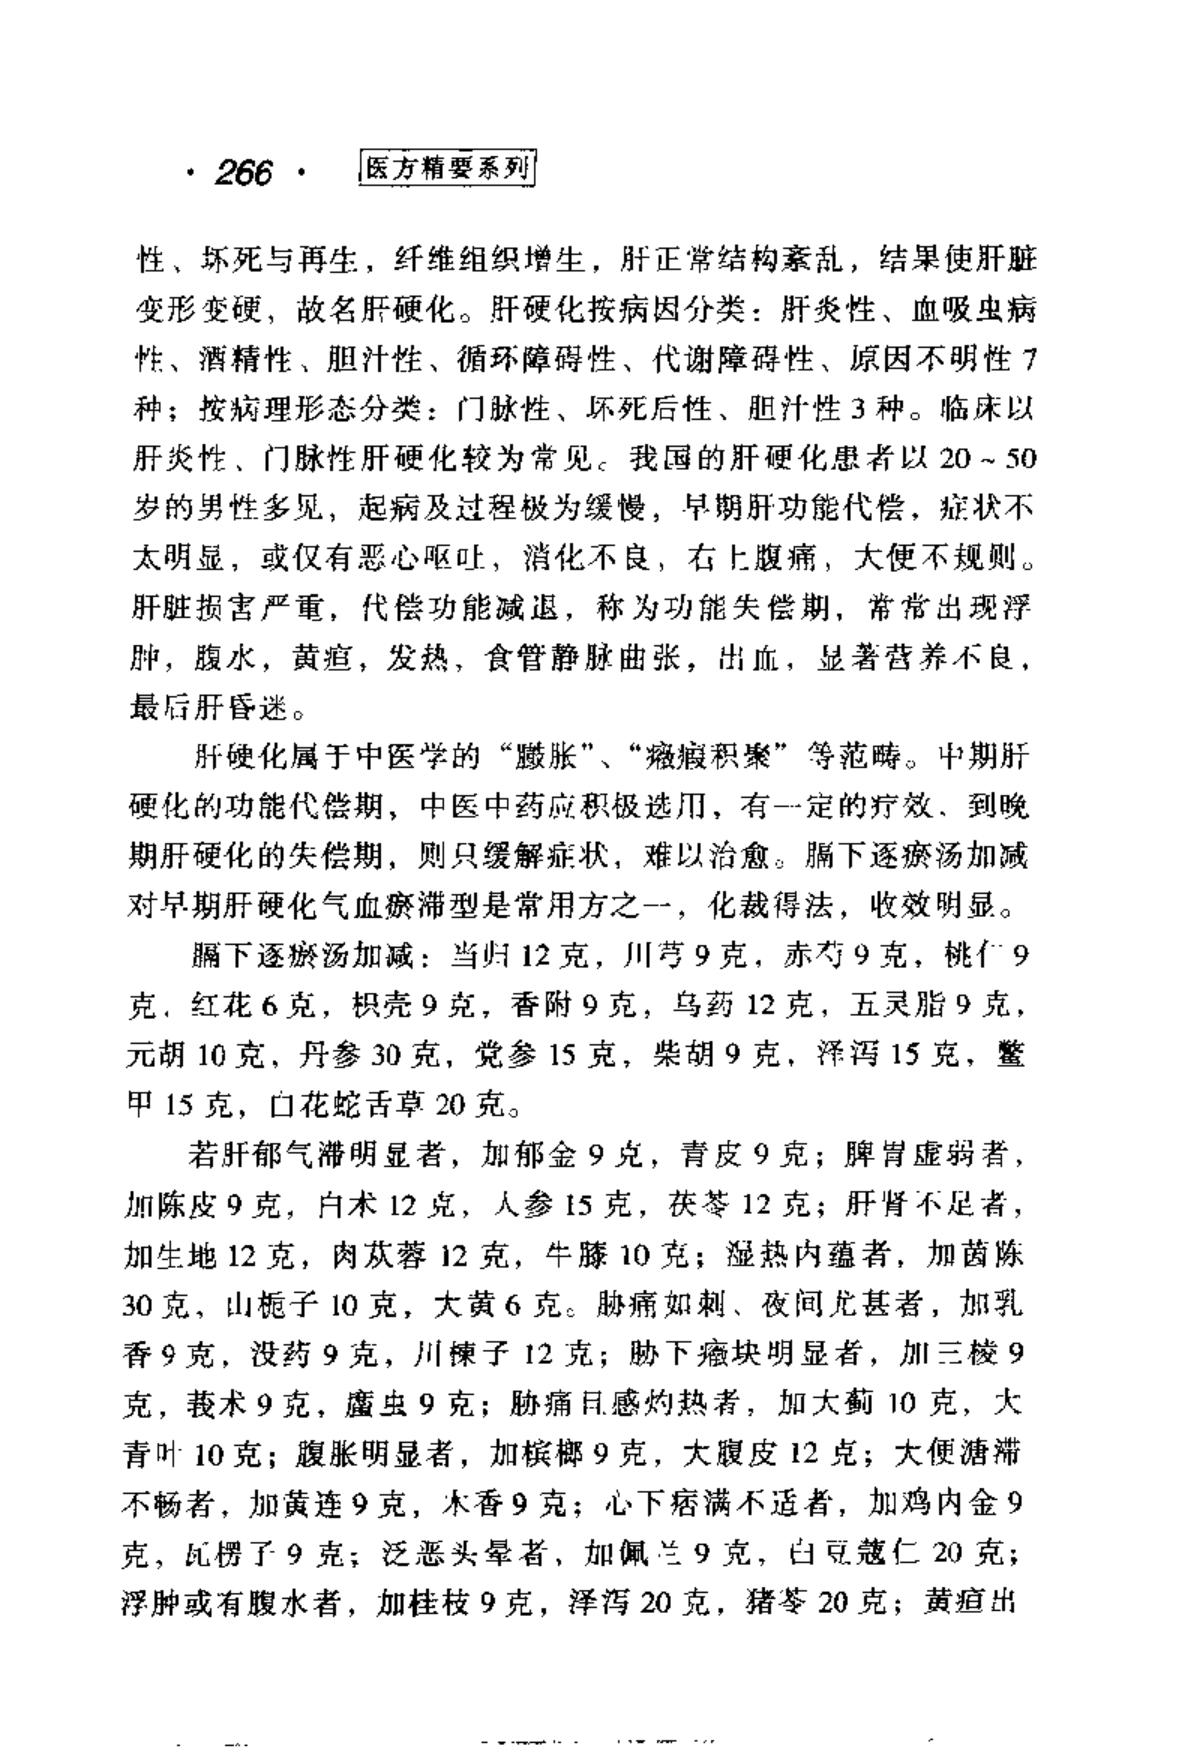 · 266 · 医方精要系列
性、坏死与再生，纤维组织增生，肝正常结构紊乱，结果使肝脏
变形变硬，故名肝硬化。肝硬化按病因分类：肝炎性、血吸虫病
性、酒精性、胆汁性、循环障碍性、代谢障碍性、原因不明性 7
种；按病理形态分类：门脉性、坏死后性、胆汁性 3 种。临床以
肝炎性、门脉性肝硬化较为常见。我国的肝硬化患者以 20～50
岁的男性多见，起病及过程极为缓慢，早期肝功能代偿，症状不
太明显，或仅有恶心呕吐，消化不良，右上腹痛，大便不规则。
肝脏损害严重，代偿功能减退，称为功能失偿期，常常出现浮
肿，腹水，黄疸，发热，食管静脉曲张，出血，显著营养不良，
最后肝昏迷。
肝硬化属于中医学的“臌胀”、“癥瘕积聚”等范畴。中期肝
硬化的功能代偿期，中医中药应积极选用，有一定的疗效、到晚
期肝硬化的失偿期，则只缓解症状，难以治愈。膈下逐瘀汤加减
对早期肝硬化气血瘀滞型是常用方之一，化裁得法，收效明显。
膈下逐瘀汤加减：当归 12 克，川芎 9 克，赤芍 9 克，桃仁 9
克，红花 6 克，枳壳 9 克，香附 9 克，乌药 12 克，五灵脂 9 克，
元胡 10 克，丹参 30 克，党参 15 克，柴胡 9 克，泽泻 15 克，鳖
甲 15 克，白花蛇舌草 20 克。
若肝郁气滞明显者，加郁金 9 克，青皮 9 克；脾胃虚弱者，
加陈皮 9 克，白术 12 克，人参 15 克，茯苓 12 克；肝肾不足者，
加生地 12 克，肉苁蓉 12 克，牛膝 10 克；湿热内蕴者，加茵陈
30 克，山栀子 10 克，大黄 6 克。胁痛如刺、夜间尤甚者，加乳
香 9 克，没药 9 克，川楝子 12 克；胁下癥块明显者，加三棱 9
克，莪术 9 克，䗪虫 9 克；胁痛且感灼热者，加大蓟 10 克，大
青叶 10 克；腹胀明显者，加槟榔 9 克，大腹皮 12 克；大便溏滞
不畅者，加黄连 9 克，木香 9 克；心下痞满不适者，加鸡内金 9
克，瓦楞子 9 克；泛恶头晕者，加佩兰 9 克，白豆蔻仁 20 克；
浮肿或有腹水者，加桂枝 9 克，泽泻 20 克，猪苓 20 克；黄疸出